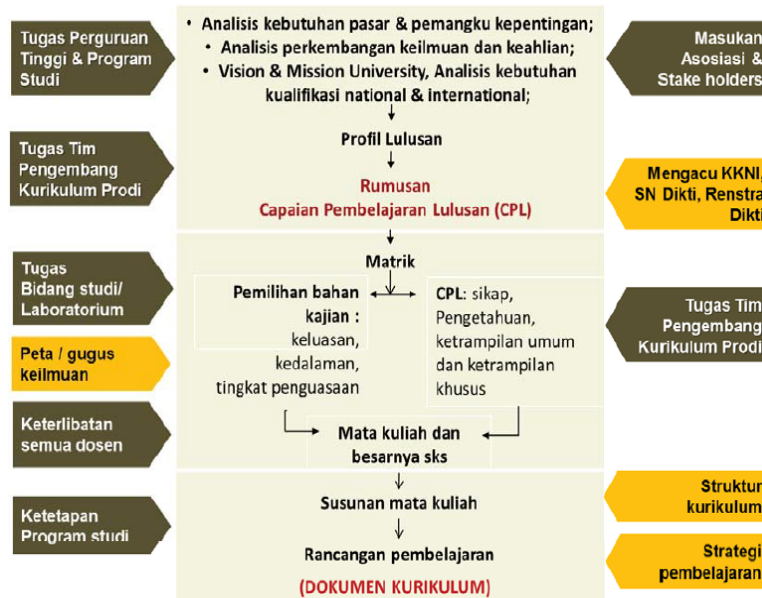 Tugas Perguruan
Tinggi & Program
Studi
• Analisis kebutuhan pasar & pemangku kepentingan;
• Analisis perkembangan keilmuan dan keahlian;
• Vision & Mission University, Analisis kebutuhan
kualifikasi national & international;
Masukan
Asosiasi &
Stake holders
Tugas Tim
Pengembang
Kurikulum Prodi
Profil Lulusan
Rumusan
Capaian Pembelajaran Lulusan (CPL)
Mengacu KKNI,
SN Dikti, Renstra
Dikti
Tugas
Bidang studi/
Laboratorium
Peta / gugus
keilmuan
Keterlibatan
semua dosen
Matrik
Pemilihan bahan
kajian :
keluasan,
kedalaman,
tingkat penguasaan
CPL: sikap,
Pengetahuan,
ketrampilan umum
dan ketrampilan
khusus
Mata kuliah dan
besarnya sks
Tugas Tim
Pengembang
Kurikulum Prodi
Ketetapan
Program studi
Susunan mata kuliah
Rancangan pembelajaran
(DOKUMEN KURIKULUM)
Struktur
kurikulum
Strategi
pembelajaran